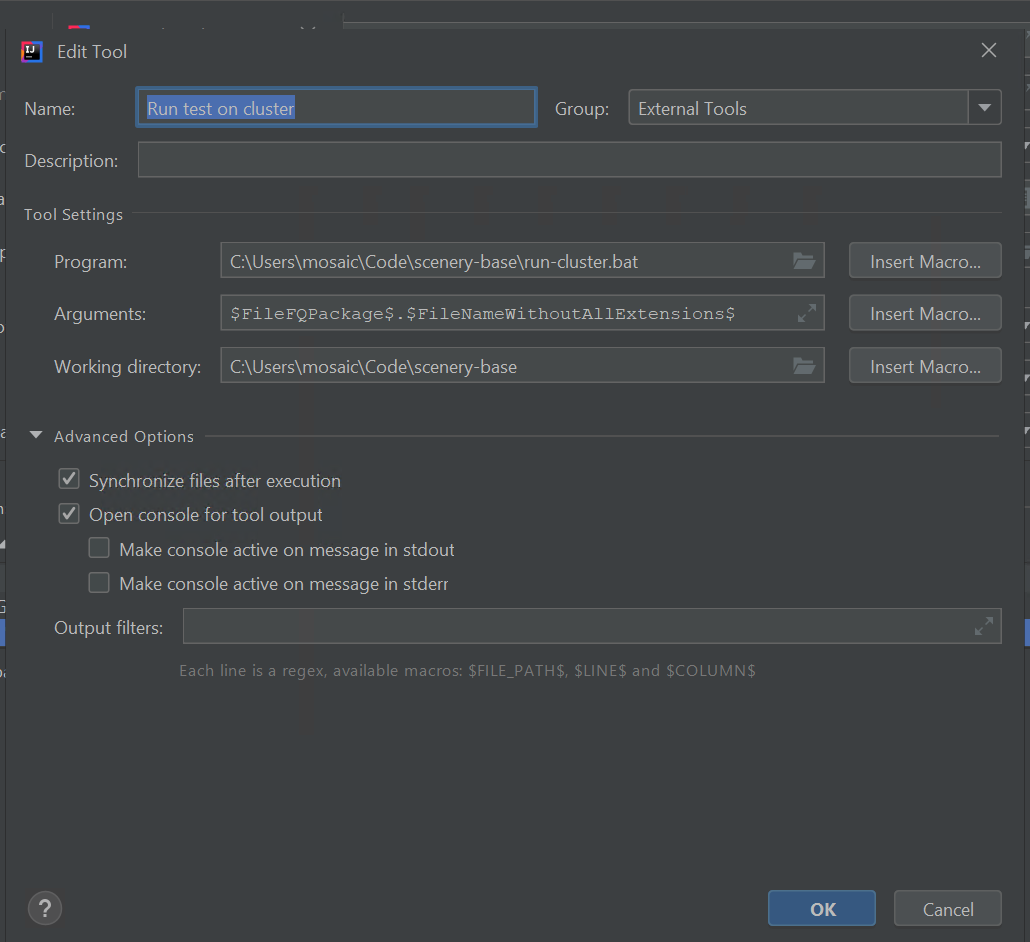 Edit Tool
Name: Run test on cluster Group: External Tools
Description:
Tool Settings
Program: C:\Users\mosaic\Code\scenery-base\run-cluster.bat Insert Macro...
Arguments: $FileFQPackage$.$FileNameWithoutAllExtensions$ Insert Macro...
Working directory: C:\Users\mosaic\Code\scenery-base Insert Macro...
Advanced Options
Synchronize files after execution
Open console for tool output
Make console active on message in stdout
Make console active on message in stderr
Output filters:
Each line is a regex, available macros: $FILE_PATH$, $LINE$ and $COLUMN$
? OK Cancel